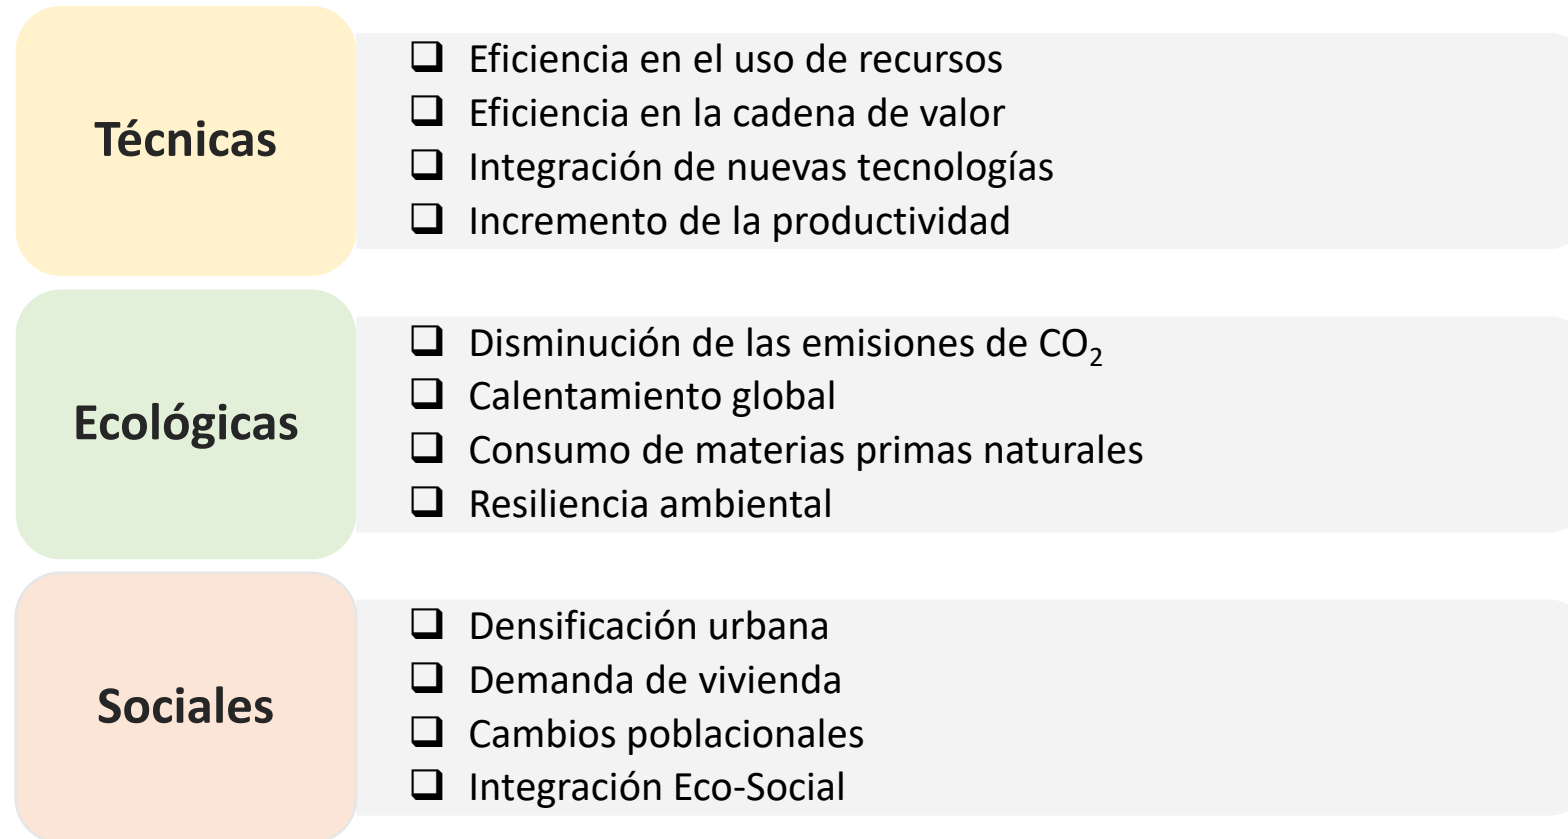 Técnicas
❑ Eficiencia en el uso de recursos
❑ Eficiencia en la cadena de valor
❑ Integración de nuevas tecnologías
❑ Incremento de la productividad
Ecológicas
❑ Disminución de las emisiones de CO₂
❑ Calentamiento global
❑ Consumo de materias primas naturales
❑ Resiliencia ambiental
Sociales
❑ Densificación urbana
❑ Demanda de vivienda
❑ Cambios poblacionales
❑ Integración Eco-Social